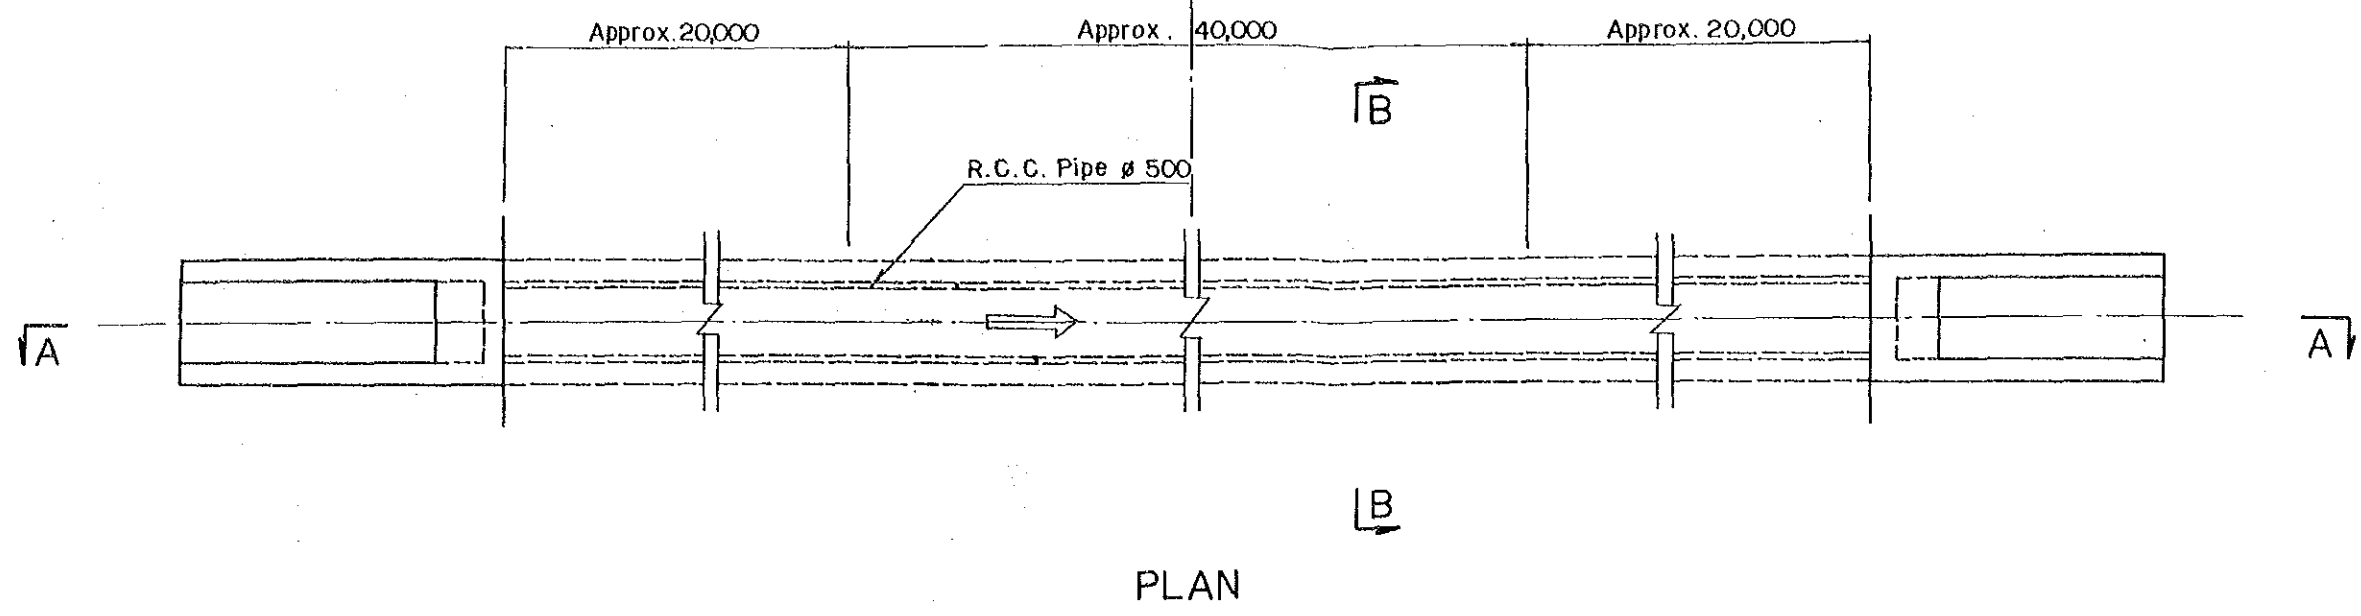 Approx. 20,000
Approx. 40,000
Approx. 20,000
B
R.C.C. Pipe ø 500
A
A
B
PLAN